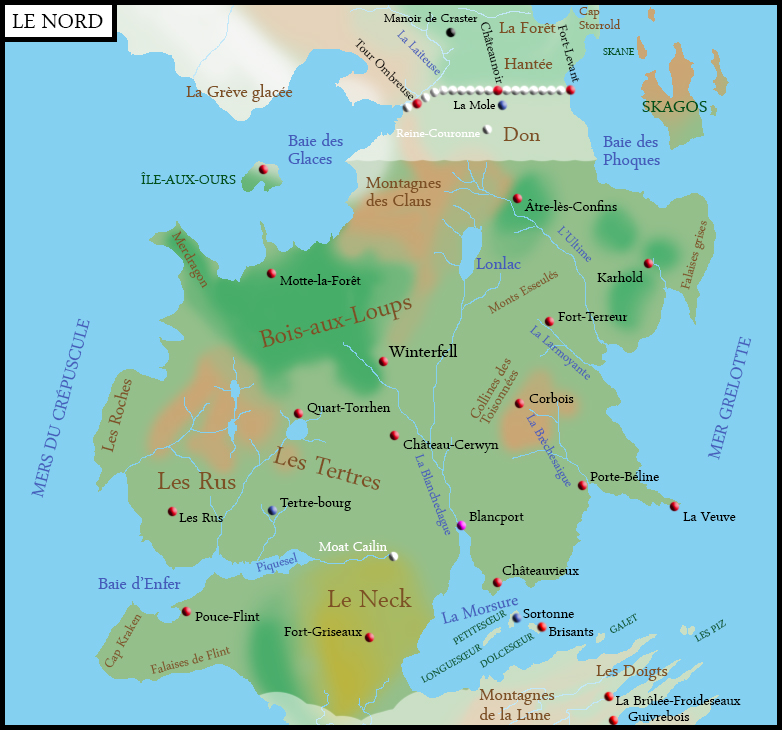 LE NORD
Manoir de Craster
La Forêt
Hantée
Cap
Storrold
SKANE
La Laiteuse
Châteaunoir
Fort-Levant
Tour Ombreuse
La Grève glacée
La Mole
SKAGOS
Reine-Couronne
Don
Baie des
Glaces
Baie des
Phoques
ÎLE-AUX-OURS
Montagnes
des Clans
Âtre-lès-Confins
Merdragon
L'Ultime
Falaises grises
Lonlac
Karhold
Motte-la-Forêt
Monts Esseulés
Bois-aux-Loups
Fort-Terreur
La Larmoyante
Winterfell
MERS DU CRÉPUSCULE
MER GRELOTTE
Les Roches
Collines des
Toisonnées
Corbois
Quart-Torrhen
La Brèchesaigue
Château-Cerwyn
Les Tertres
Les Rus
La Blanchedague
Porte-Béline
Tertre-bourg
Les Rus
Blancport
La Veuve
Moat Cailin
Piquesel
Châteauvieux
Baie d'Enfer
Le Neck
La Morsure
Pouce-Flint
Sortonne
PETITESŒUR
Brisants
GALET
LES PIZ
Cap Kraken
Fort-Griseaux
Falaises de Flint
DOLCESŒUR
LONGUESŒUR
Les Doigts
Montagnes
de la Lune
La Brûlée-Froideseaux
Guivrebois